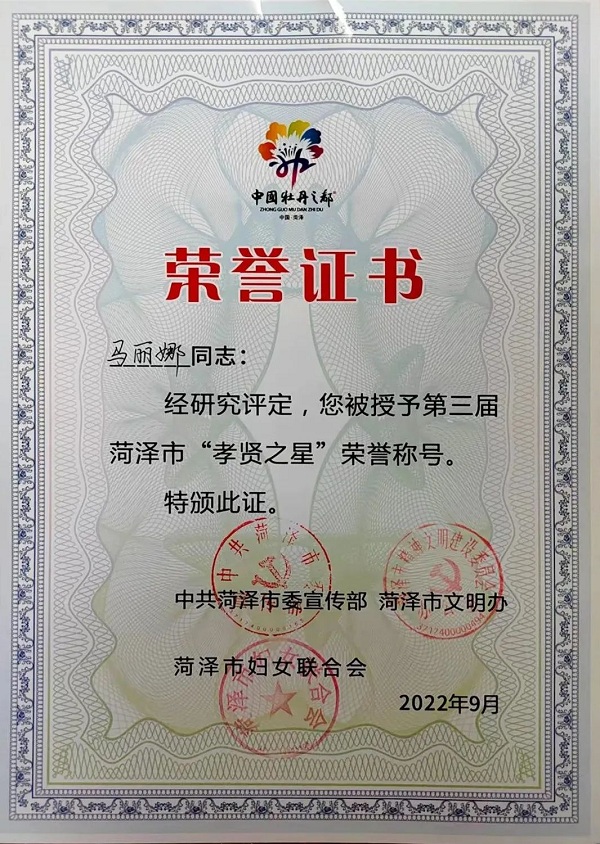 中国牡丹之都
ZHONG GUO MU DAN ZHI DU
中国·菏泽
荣誉证书
马丽娜同志：
经研究评定，您被授予第三届
菏泽市“孝贤之星”荣誉称号。
特颁此证。
中共菏泽市委宣传部 菏泽市文明办
菏泽市妇女联合会
2022年9月